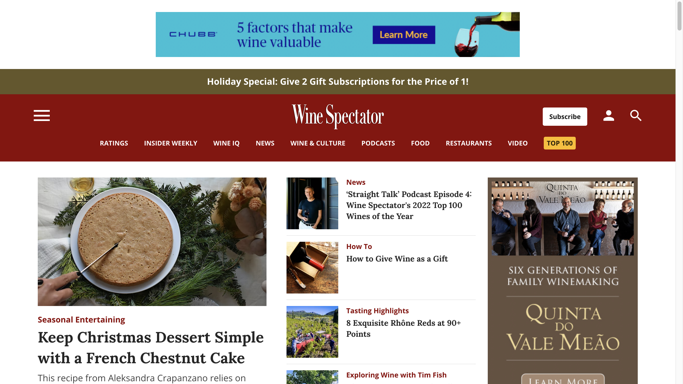 CHUBB
5 factors that make
wine valuable
Learn More
Holiday Special: Give 2 Gift Subscriptions for the Price of 1!
Wine Spectator
Subscribe
RATINGS
INSIDER WEEKLY
WINE IQ
NEWS
WINE & CULTURE
PODCASTS
FOOD
RESTAURANTS
VIDEO
TOP 100
Seasonal Entertaining
Keep Christmas Dessert Simple
with a French Chestnut Cake
This recipe from Aleksandra Crapanzano relies on
News
‘Straight Talk’ Podcast Episode 4:
Wine Spectator's 2022 Top 100
Wines of the Year
How To
How to Give Wine as a Gift
Tasting Highlights
8 Exquisite Rhône Reds at 90+
Points
Exploring Wine with Tim Fish
QUINTA
DO
VALE MEÃO
SIX GENERATIONS OF
FAMILY WINEMAKING
QUINTA
DO
VALE MEÃO
LEARN MORE